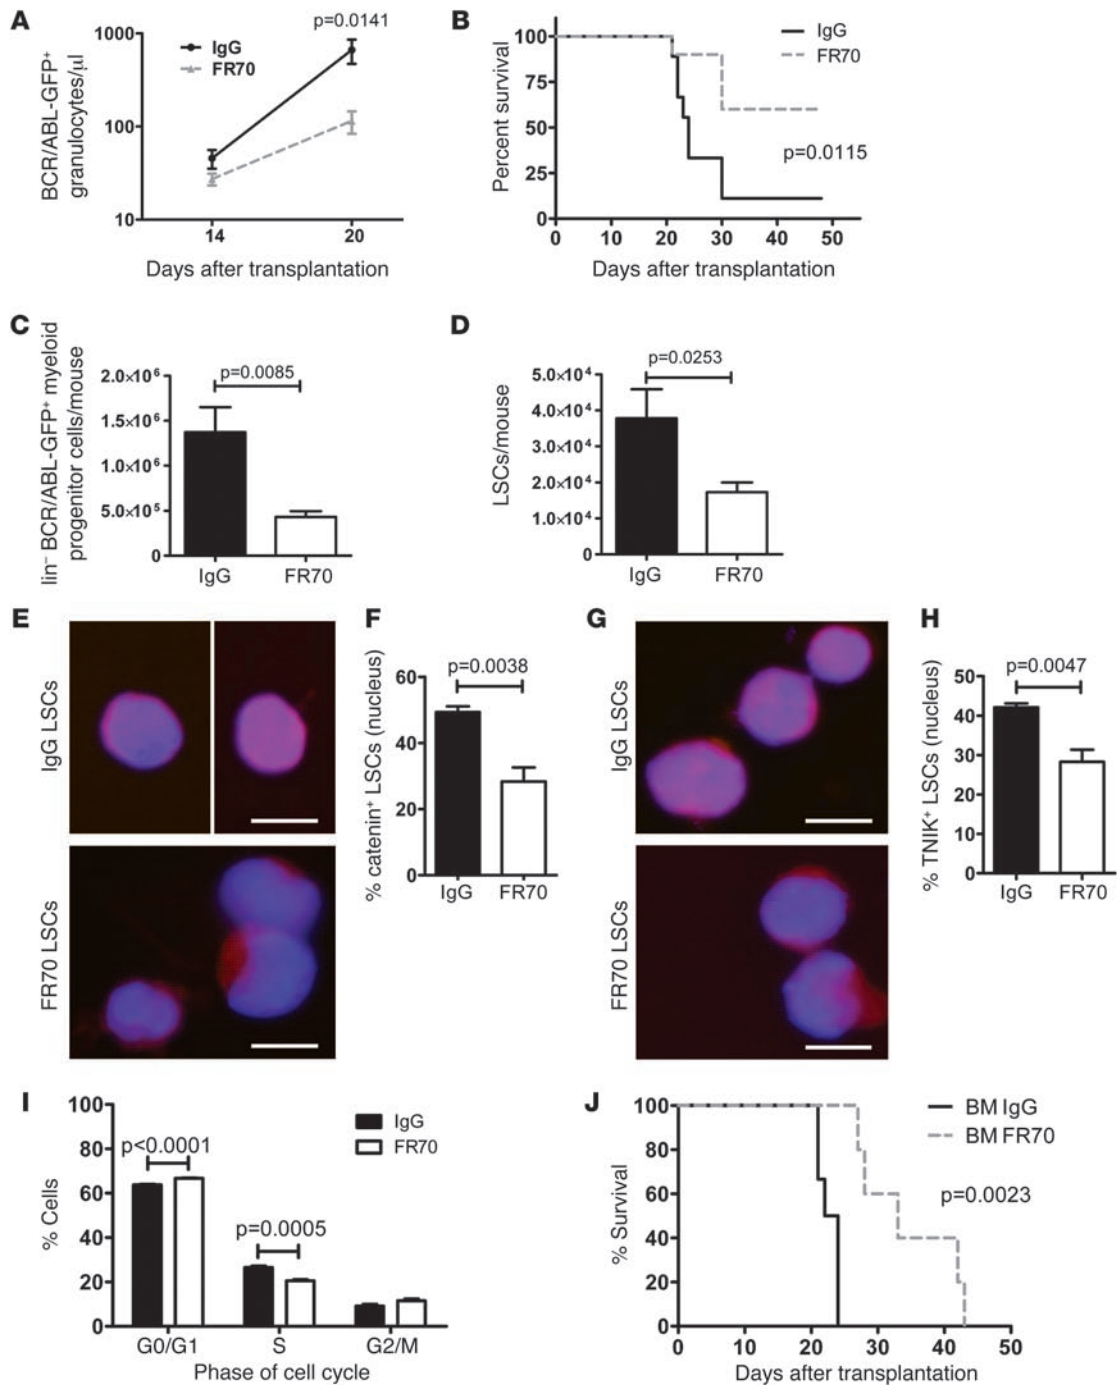 A
BCR/ABL-GFP⁺
granulocytes/µl
1000
100
10
IgG
FR70
p=0.0141
14
20
Days after transplantation
B
Percent survival
100
75
50
25
0
IgG
FR70
p=0.0115
0 10 20 30 40 50
Days after transplantation
C
lin⁻ BCR/ABL-GFP⁺ myeloid
progenitor cells/mouse
2.0×10⁶
1.5×10⁶
1.0×10⁶
5.0×10⁵
0
p=0.0085
IgG FR70
D
LSCs/mouse
5.0×10⁴
4.0×10⁴
3.0×10⁴
2.0×10⁴
1.0×10⁴
0
p=0.0253
IgG FR70
E
IgG LSCs
FR70 LSCs
F
% catenin⁺ LSCs (nucleus)
60
40
20
0
p=0.0038
IgG FR70
G
IgG LSCs
FR70 LSCs
H
% TNIK⁺ LSCs (nucleus)
50
40
30
20
10
0
p=0.0047
IgG FR70
I
% Cells
100
80
60
40
20
0
p<0.0001
p=0.0005
IgG
FR70
G0/G1 S G2/M
Phase of cell cycle
J
% Survival
100
80
60
40
20
0
BM IgG
BM FR70
p=0.0023
0 10 20 30 40 50
Days after transplantation